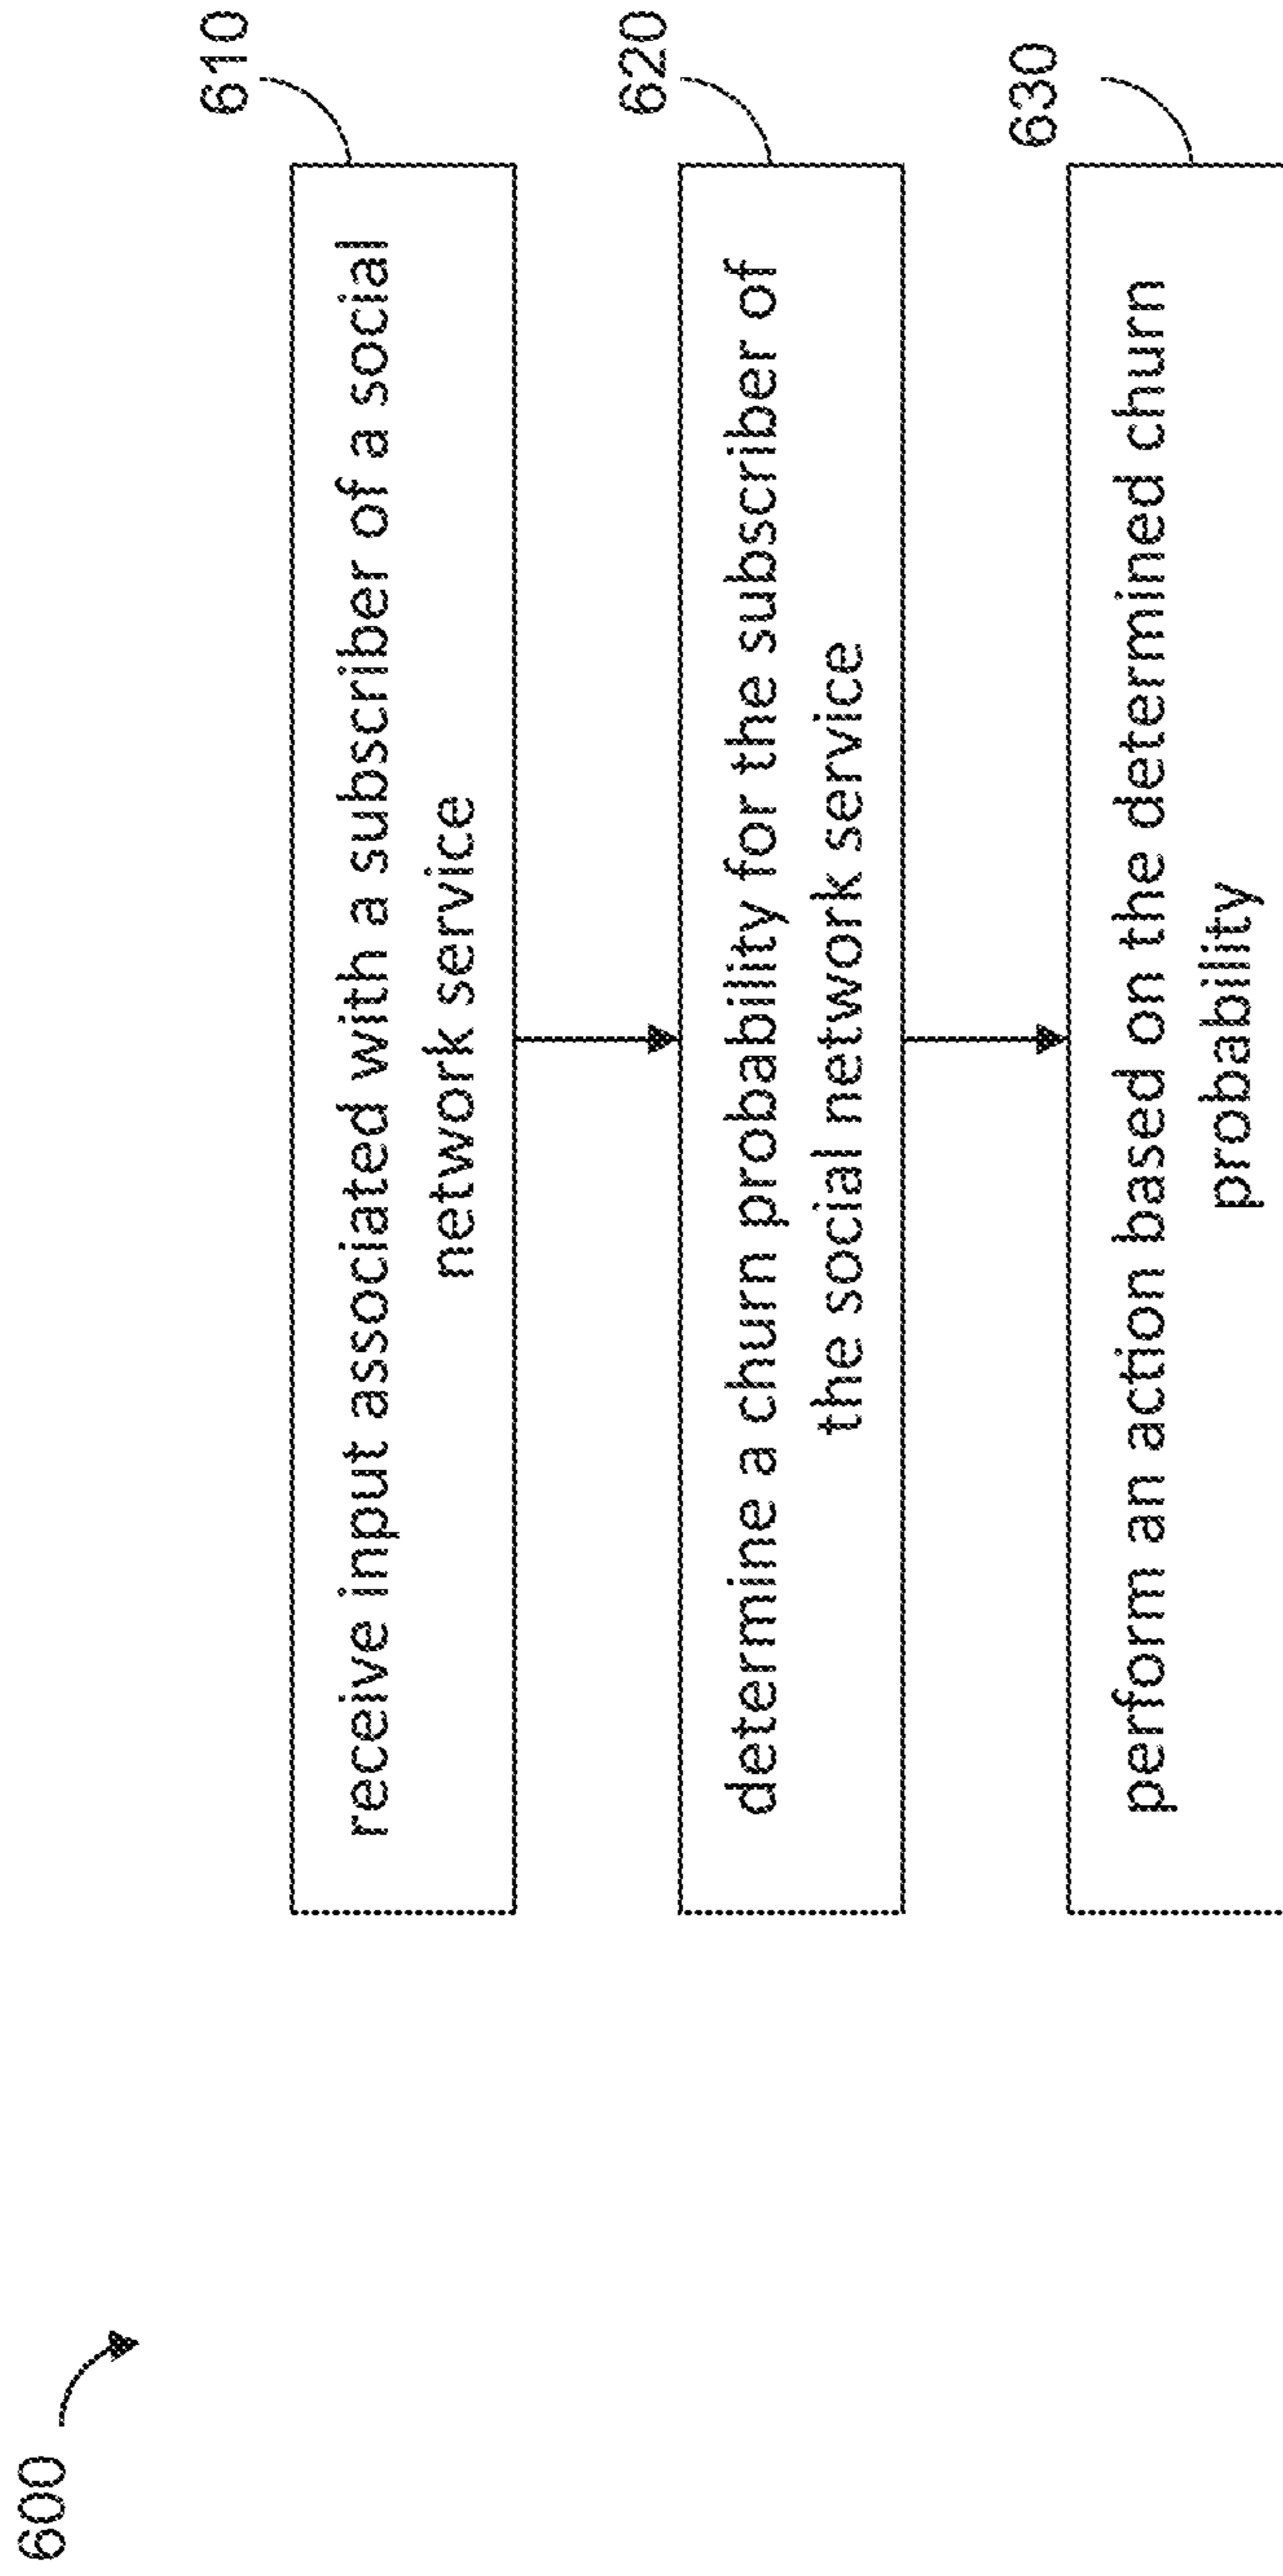 600
610
receive input associated with a subscriber of a social
network service
620
determine a churn probability for the subscriber of
the social network service
630
perform an action based on the determined churn
probability